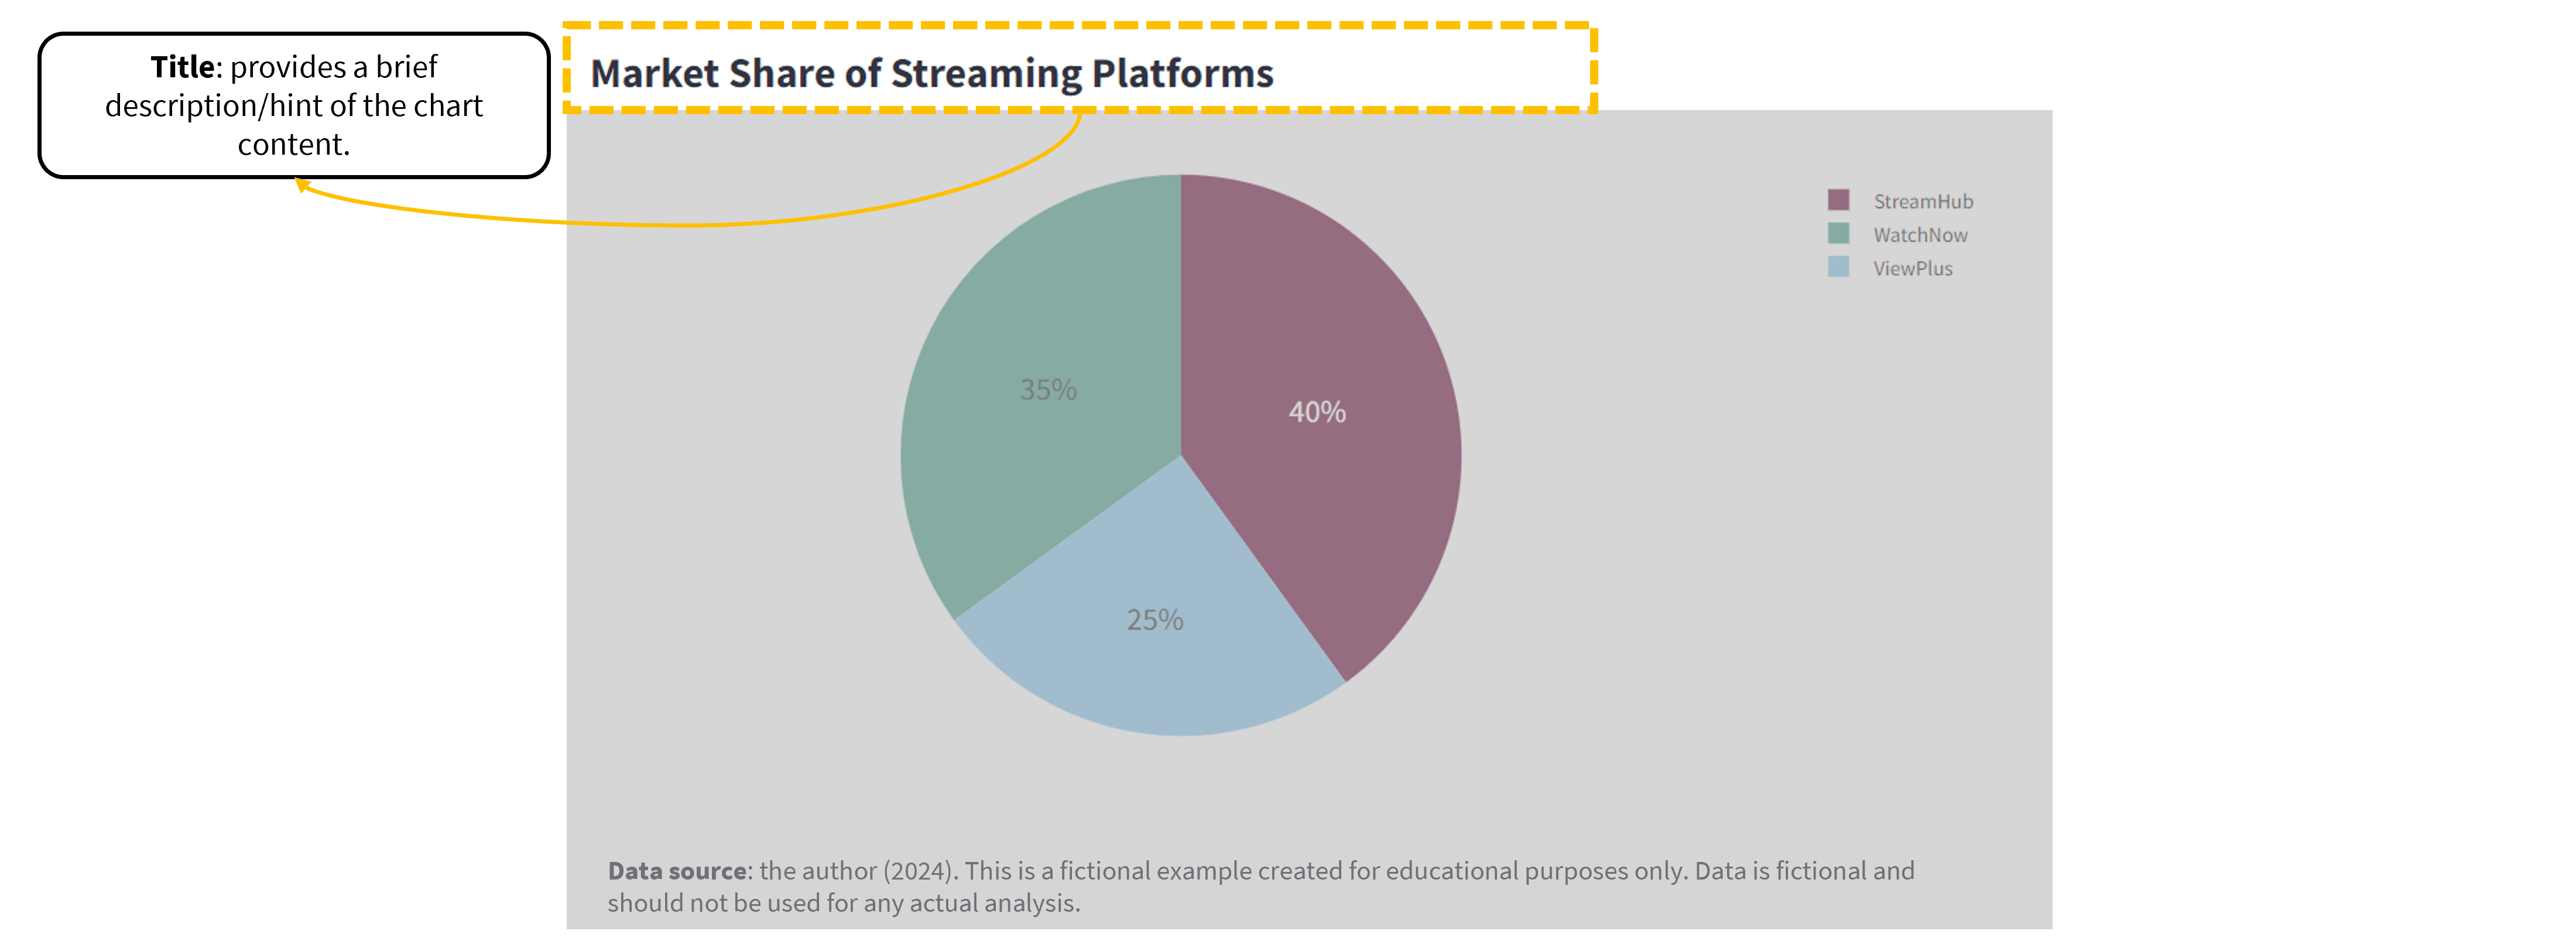 Title: provides a brief
description/hint of the chart
content.
Market Share of Streaming Platforms
StreamHub
WatchNow
ViewPlus
35%
40%
25%
Data source: the author (2024). This is a fictional example created for educational purposes only. Data is fictional and
should not be used for any actual analysis.